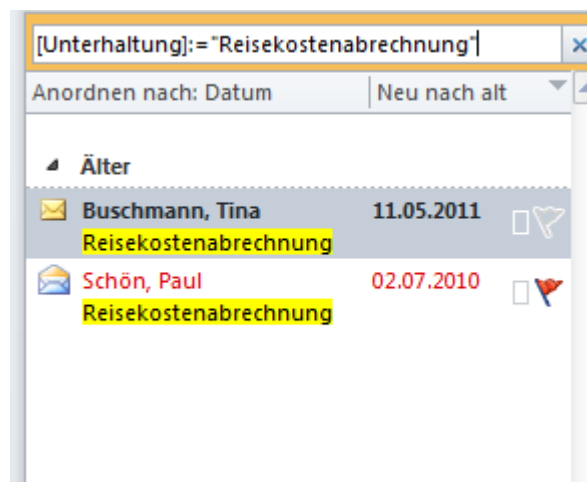 [Unterhaltung]:="Reisekostenabrechnung"
Anordnen nach: Datum Neu nach alt
Älter
Buschmann, Tina 11.05.2011
Reisekostenabrechnung
Schön, Paul 02.07.2010
Reisekostenabrechnung